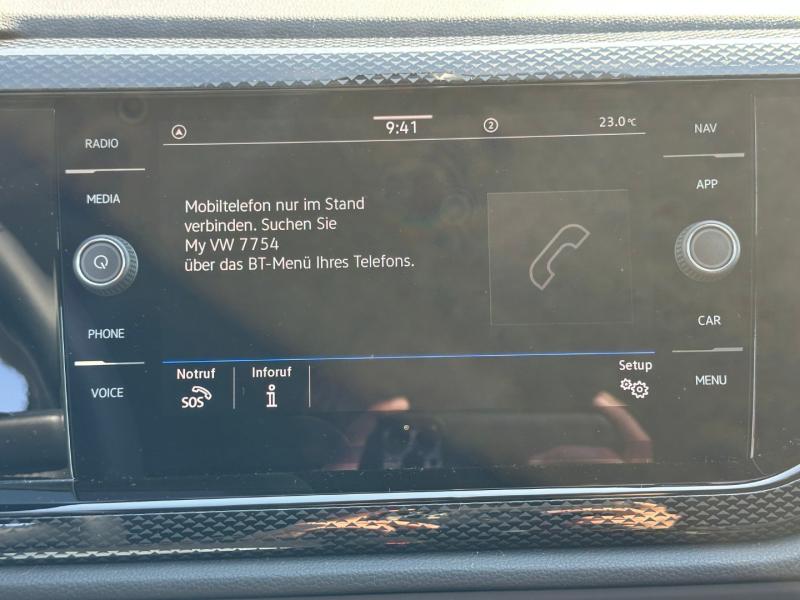 RADIO
MEDIA
PHONE
VOICE
9:41
2
23.0°C
Mobiltelefon nur im Stand
verbinden. Suchen Sie
My VW 7754
über das BT-Menü Ihres Telefons.
Notruf
SOS
Inforuf
i
Setup
NAV
APP
CAR
MENU